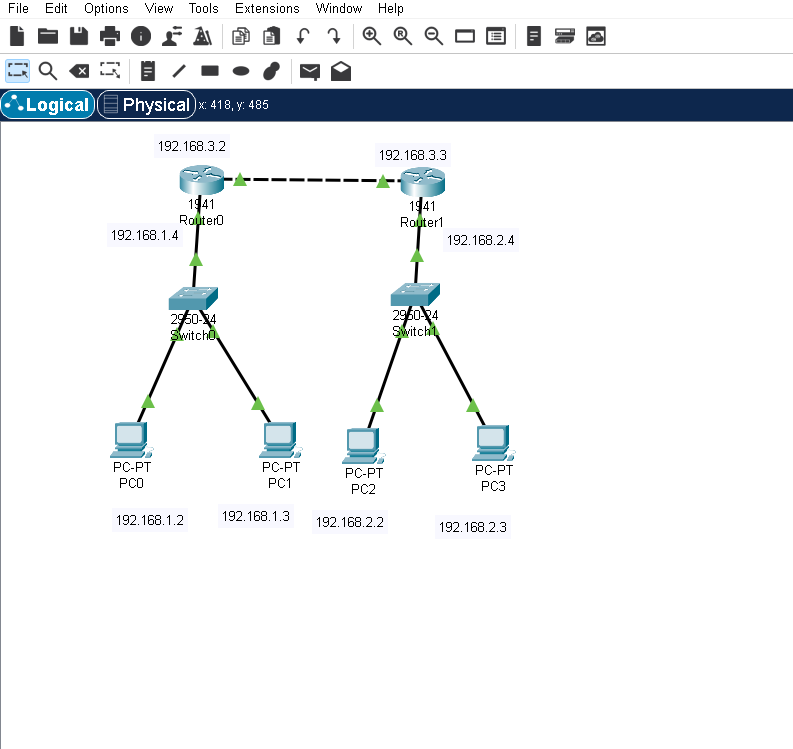 File Edit Options View Tools Extensions Window Help
Logical Physical x: 418, y: 485
192.168.3.2
192.168.3.3
1941
Router0
1941
Router1
192.168.1.4
192.168.2.4
2950-24
Switch0
2950-24
Switch1
PC-PT
PC0
PC-PT
PC1
PC-PT
PC2
PC-PT
PC3
192.168.1.2
192.168.1.3
192.168.2.2
192.168.2.3